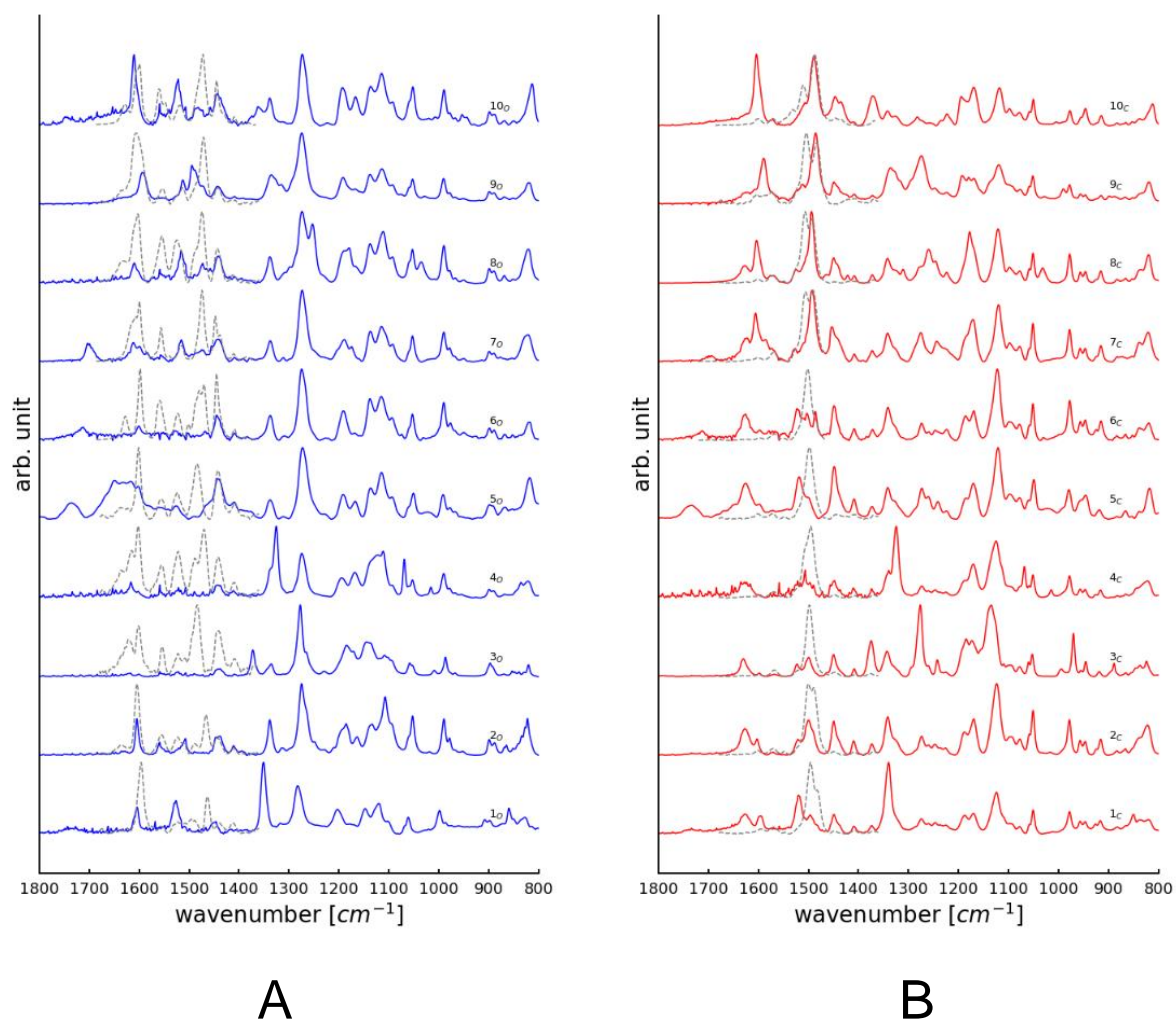 10O
9O
8O
7O
6O
5O
4O
3O
2O
1O
arb. unit
1800 1700 1600 1500 1400 1300 1200 1100 1000 900 800
wavenumber [cm⁻¹]
A
10C
9C
8C
7C
6C
5C
4C
3C
2C
1C
arb. unit
1800 1700 1600 1500 1400 1300 1200 1100 1000 900 800
wavenumber [cm⁻¹]
B